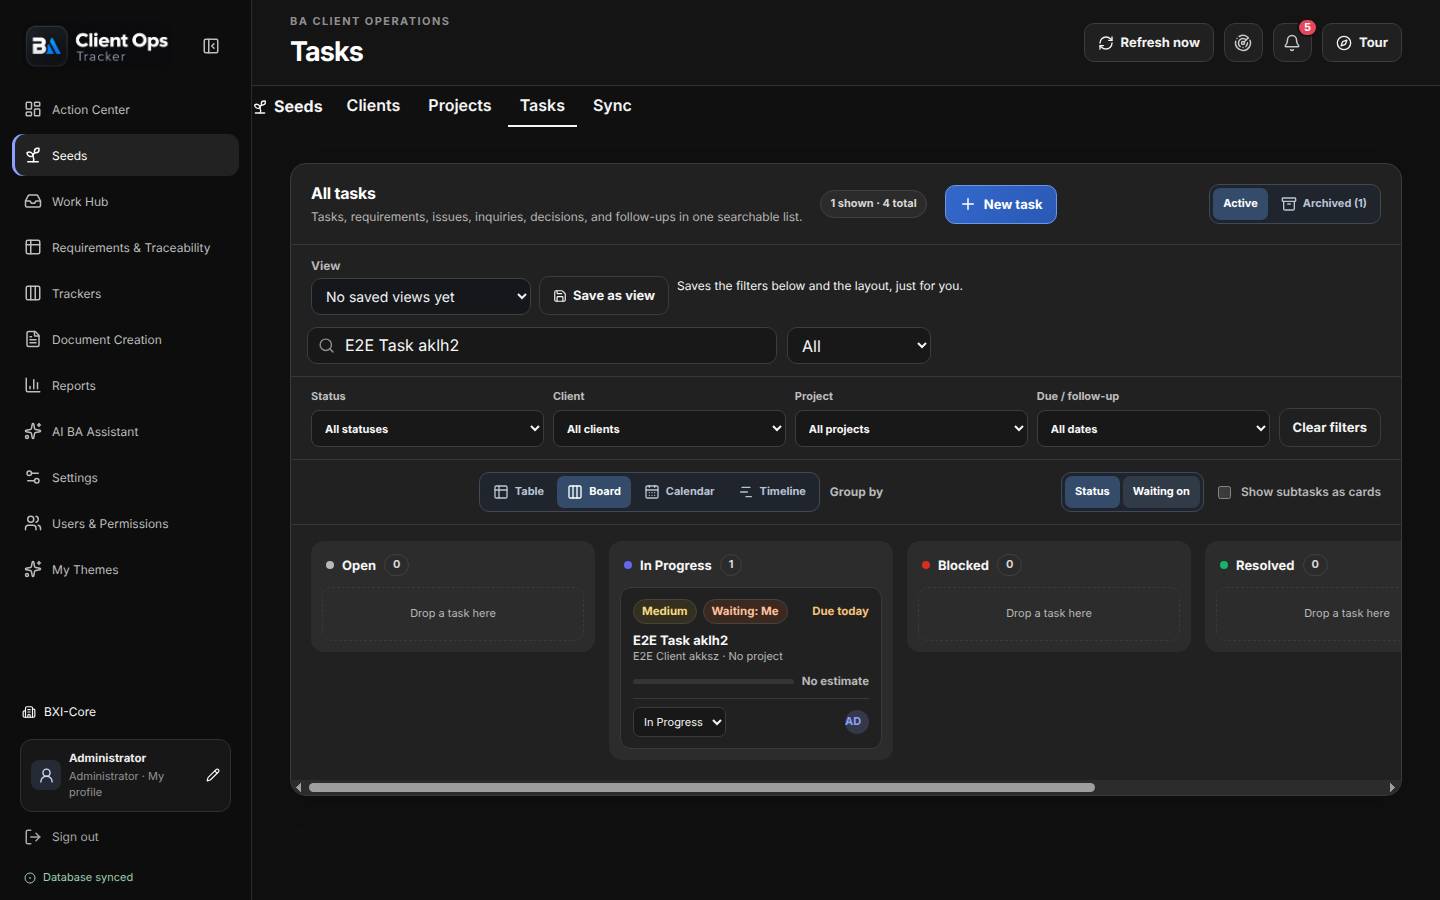 BA
Client Ops
Tracker
Action Center
Seeds
Work Hub
Requirements & Traceability
Trackers
Document Creation
Reports
AI BA Assistant
Settings
Users & Permissions
My Themes
BXI-Core
Administrator
Administrator · My
profile
Sign out
Database synced
BA CLIENT OPERATIONS
Tasks
Refresh now
5
Tour
Seeds
Clients
Projects
Tasks
Sync
All tasks
Tasks, requirements, issues, inquiries, decisions, and follow-ups in one searchable list.
1 shown · 4 total
New task
Active
Archived (1)
View
No saved views yet
Save as view
Saves the filters below and the layout, just for you.
E2E Task aklh2
All
Status
Client
Project
Due / follow-up
All statuses
All clients
All projects
All dates
Clear filters
Table
Board
Calendar
Timeline
Group by
Status
Waiting on
Show subtasks as cards
Open
0
Drop a task here
In Progress
1
Medium
Waiting: Me
Due today
E2E Task aklh2
E2E Client akksz · No project
No estimate
In Progress
AD
Blocked
0
Drop a task here
Resolved
0
Drop a task here